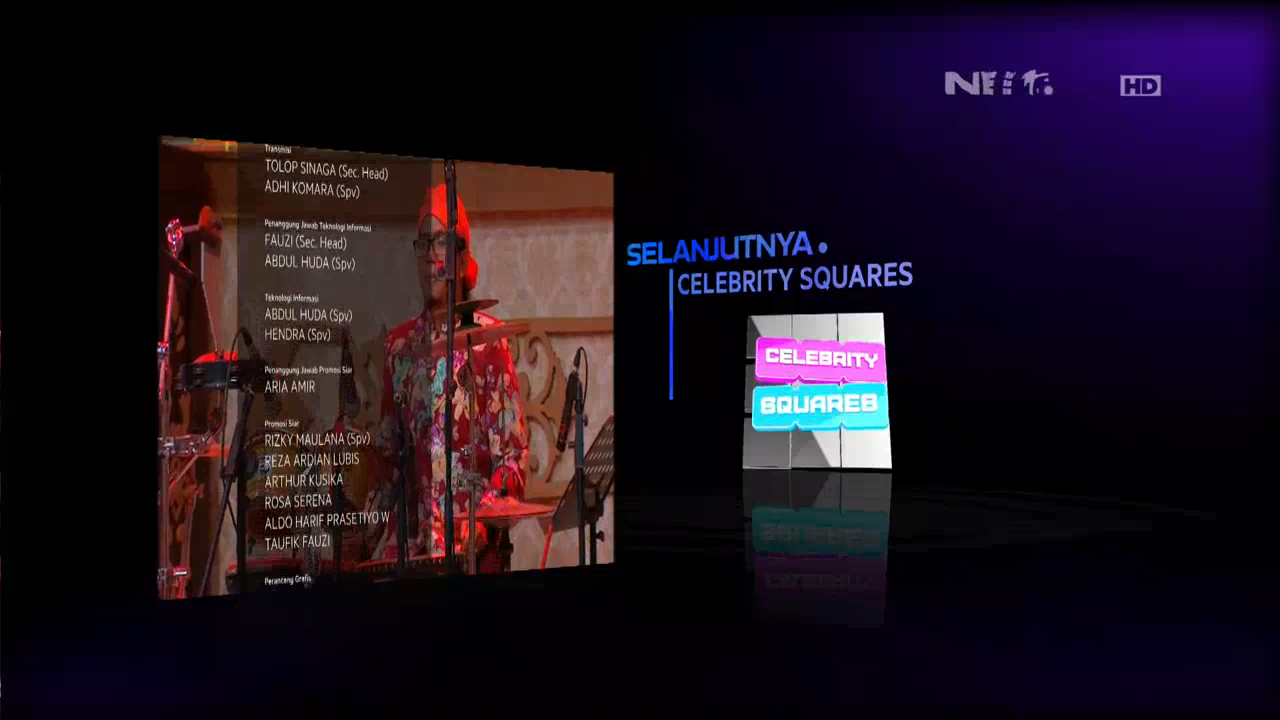 Transmisi
TOLOP SINAGA (Sec. Head)
ADHI KOMARA (Spv)
Penanggung Jawab Teknologi Informasi
FAUZI (Sec. Head)
ABDUL HUDA (Spv)
Teknologi Informasi
ABDUL HUDA (Spv)
HENDRA (Spv)
Penanggung Jawab Promosi Siar
ARIA AMIR
Promosi Siar
RIZKY MAULANA (Spv)
REZA ARDIAN LUBIS
ARTHUR KUSIKA
ROSA SERENA
ALDO HARIF PRASETIYO W
TAUFIK FAUZI
Perancang Grafis
SELANJUTNYA
CELEBRITY SQUARES
CELEBRITY
SQUARES
HD